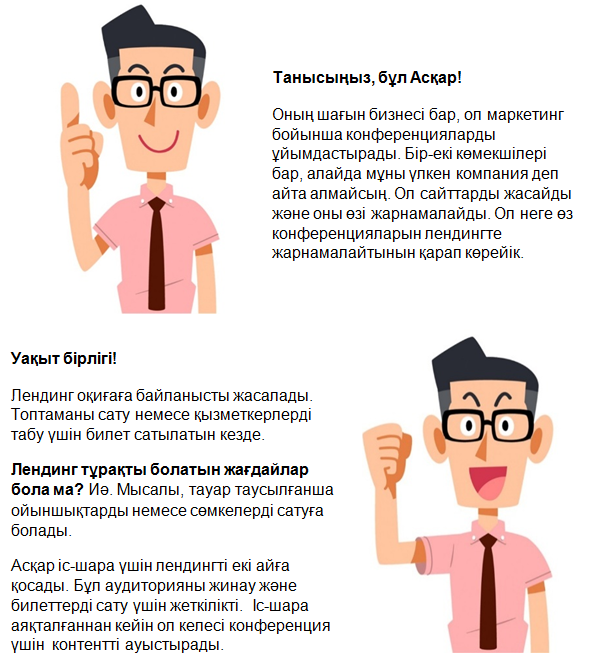 Танысыңыз, бұл Асқар!
Оның шағын бизнесі бар, ол маркетинг
бойынша конференцияларды
ұйымдастырады. Бір-екі көмекшілері
бар, алайда мұны үлкен компания деп
айта алмайсың. Ол сайттарды жасайды
және оны өзі жарнамалайды. Ол неге өз
конференцияларын лендингте
жарнамалайтынын қарап көрейік.
Уақыт бірлігі!
Лендинг оқиғаға байланысты жасалады.
Топтаманы сату немесе қызметкерлерді
табу үшін билет сатылатын кезде.
Лендинг тұрақты болатын жағдайлар
бола ма? Иә. Мысалы, тауар таусылғанша
ойыншықтарды немесе сөмкелерді сатуға
болады.
Асқар іс-шара үшін лендингті екі айға
қосады. Бұл аудиторияны жинау және
билеттерді сату үшін жеткілікті. Іс-шара
аяқталғаннан кейін ол келесі конференция
үшін контентті ауыстырады.